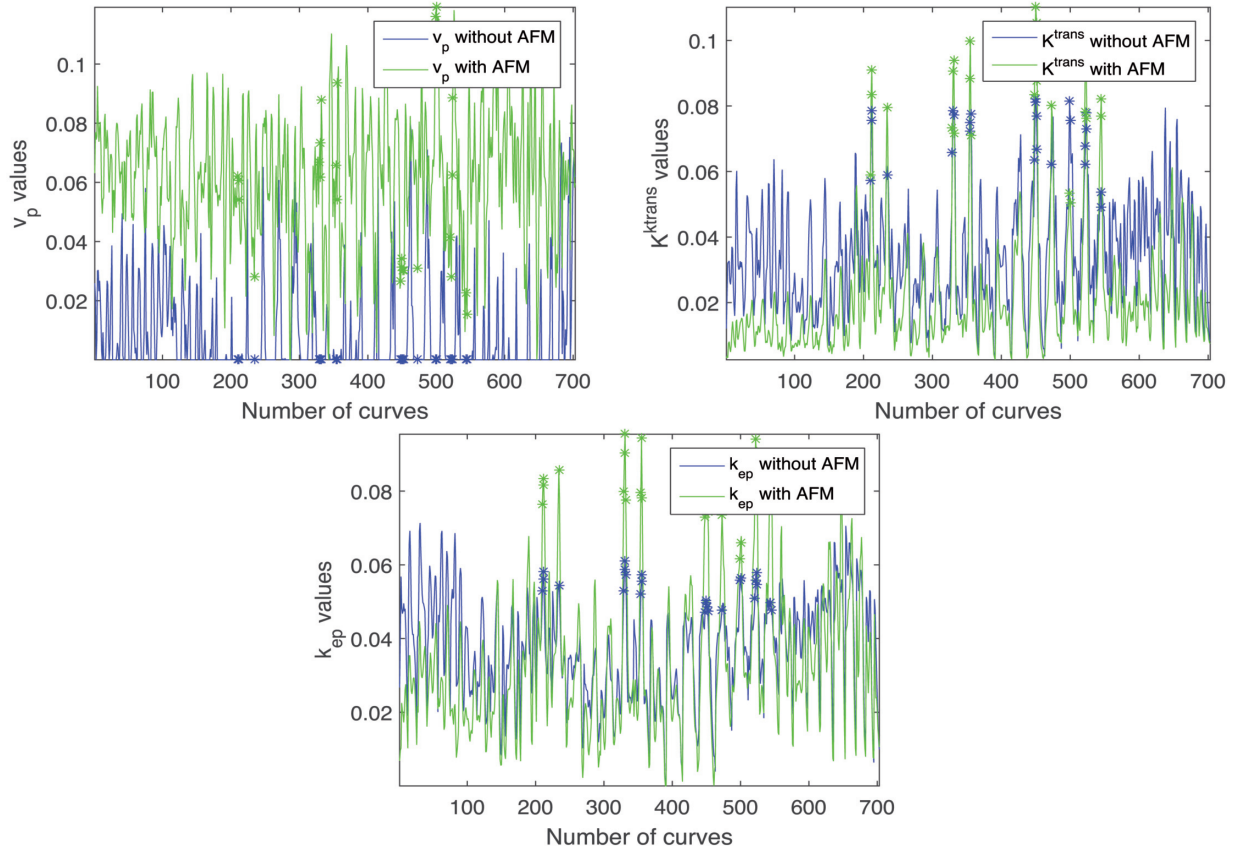 v_p without AFM
v_p with AFM
0.1
0.08
0.06
0.04
0.02
v_p values
100 200 300 400 500 600 700
Number of curves
K^trans without AFM
K^trans with AFM
0.1
0.08
0.06
0.04
0.02
K^ktrans values
100 200 300 400 500 600 700
Number of curves
k_ep without AFM
k_ep with AFM
0.08
0.06
0.04
0.02
k_ep values
100 200 300 400 500 600 700
Number of curves